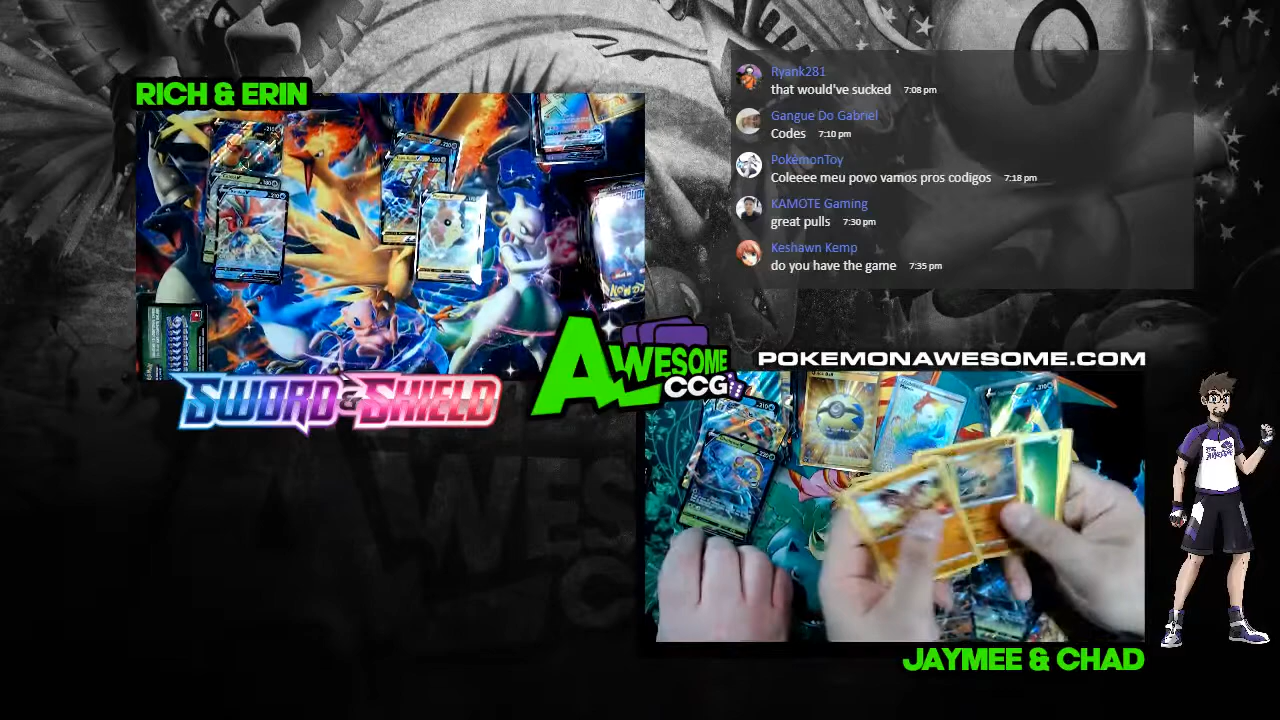 RICH & ERIN
Ryank281
that would've sucked 7:08 pm
Gangue Do Gabriel
Codes 7:10 pm
PokémonToy
Coleeee meu povo vamos pros codigos 7:18 pm
KAMOTE Gaming
great pulls 7:30 pm
Keshawn Kemp
do you have the game 7:35 pm
SWORD & SHIELD
AWESOME
CCG
POKEMONAWESOME.COM
JAYMEE & CHAD